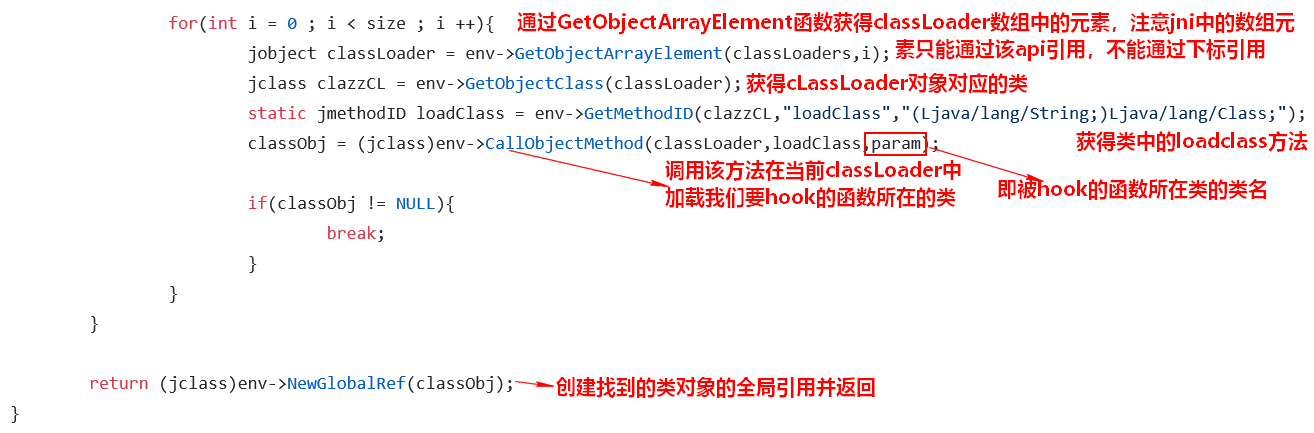 for(int i = 0 ; i < size ; i ++){ 通过GetObjectArrayElement函数获得classLoader数组中的元素，注意jni中的数组元
jobject classLoader = env->GetObjectArrayElement(classLoaders,i); 素只能通过该api引用，不能通过下标引用
jclass clazzCL = env->GetObjectClass(classLoader); 获得cLassLoader对象对应的类
static jmethodID loadClass = env->GetMethodID(clazzCL,"loadClass","(Ljava/lang/String;)Ljava/lang/Class;");
classObj = (jclass)env->CallObjectMethod(classLoader,loadClass,param); 获得类中的loadclass方法
调用该方法在当前classLoader中
加载我们要hook的函数所在的类
即被hook的函数所在类的类名
if(classObj != NULL){
break;
}
}
}
return (jclass)env->NewGlobalRef(classObj); 创建找到的类对象的全局引用并返回
}